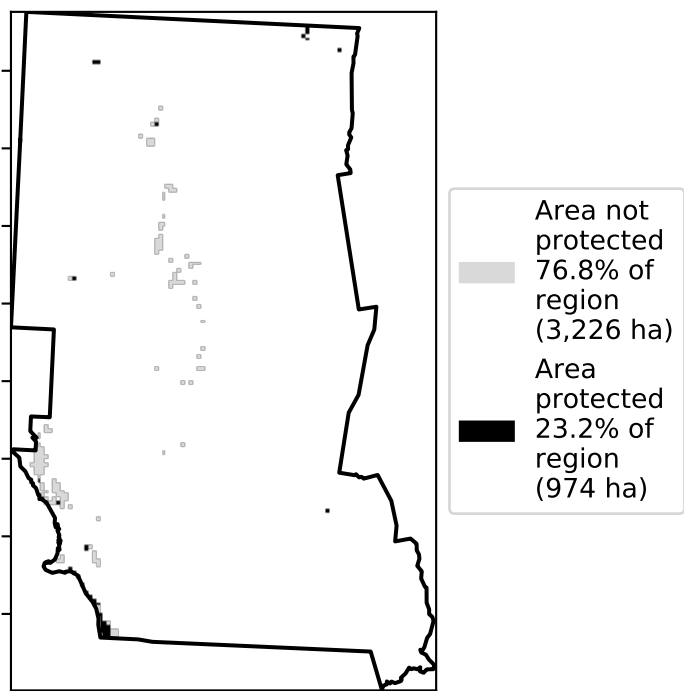 Area not
protected
76.8% of
region
(3,226 ha)
Area
protected
23.2% of
region
(974 ha)